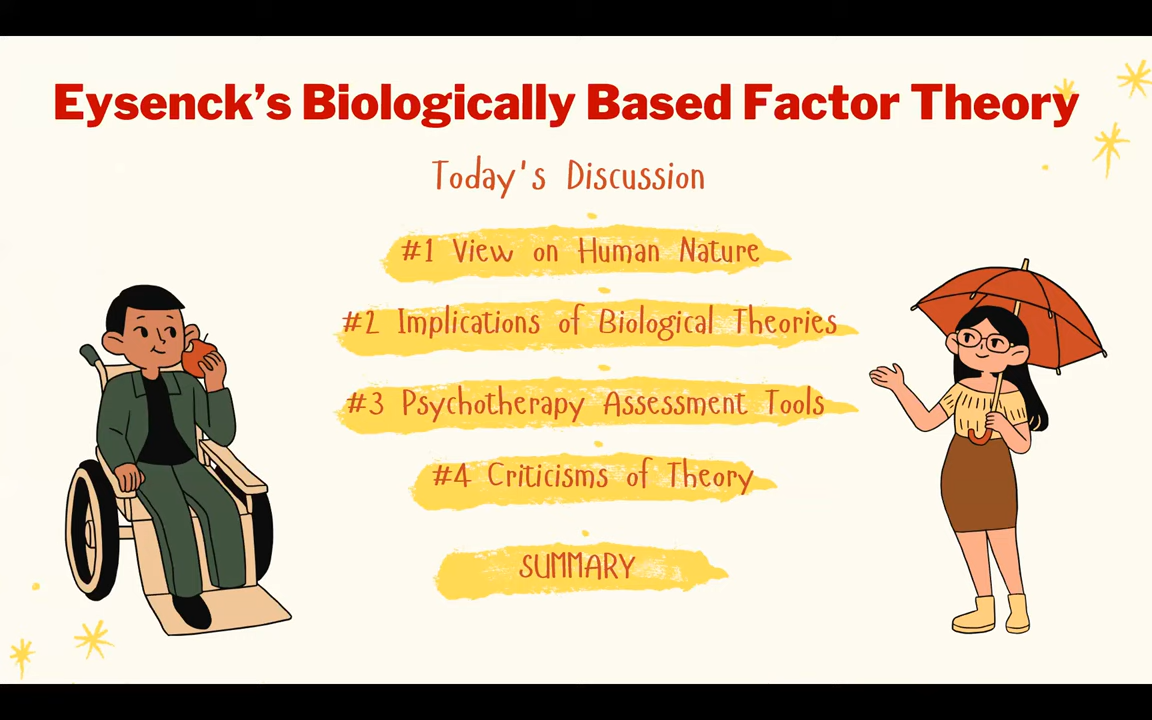 Eysenck's Biologically Based Factor Theory
Today's Discussion
#1 View on Human Nature
#2 Implications of Biological Theories
#3 Psychotherapy Assessment Tools
#4 Criticisms of Theory
SUMMARY